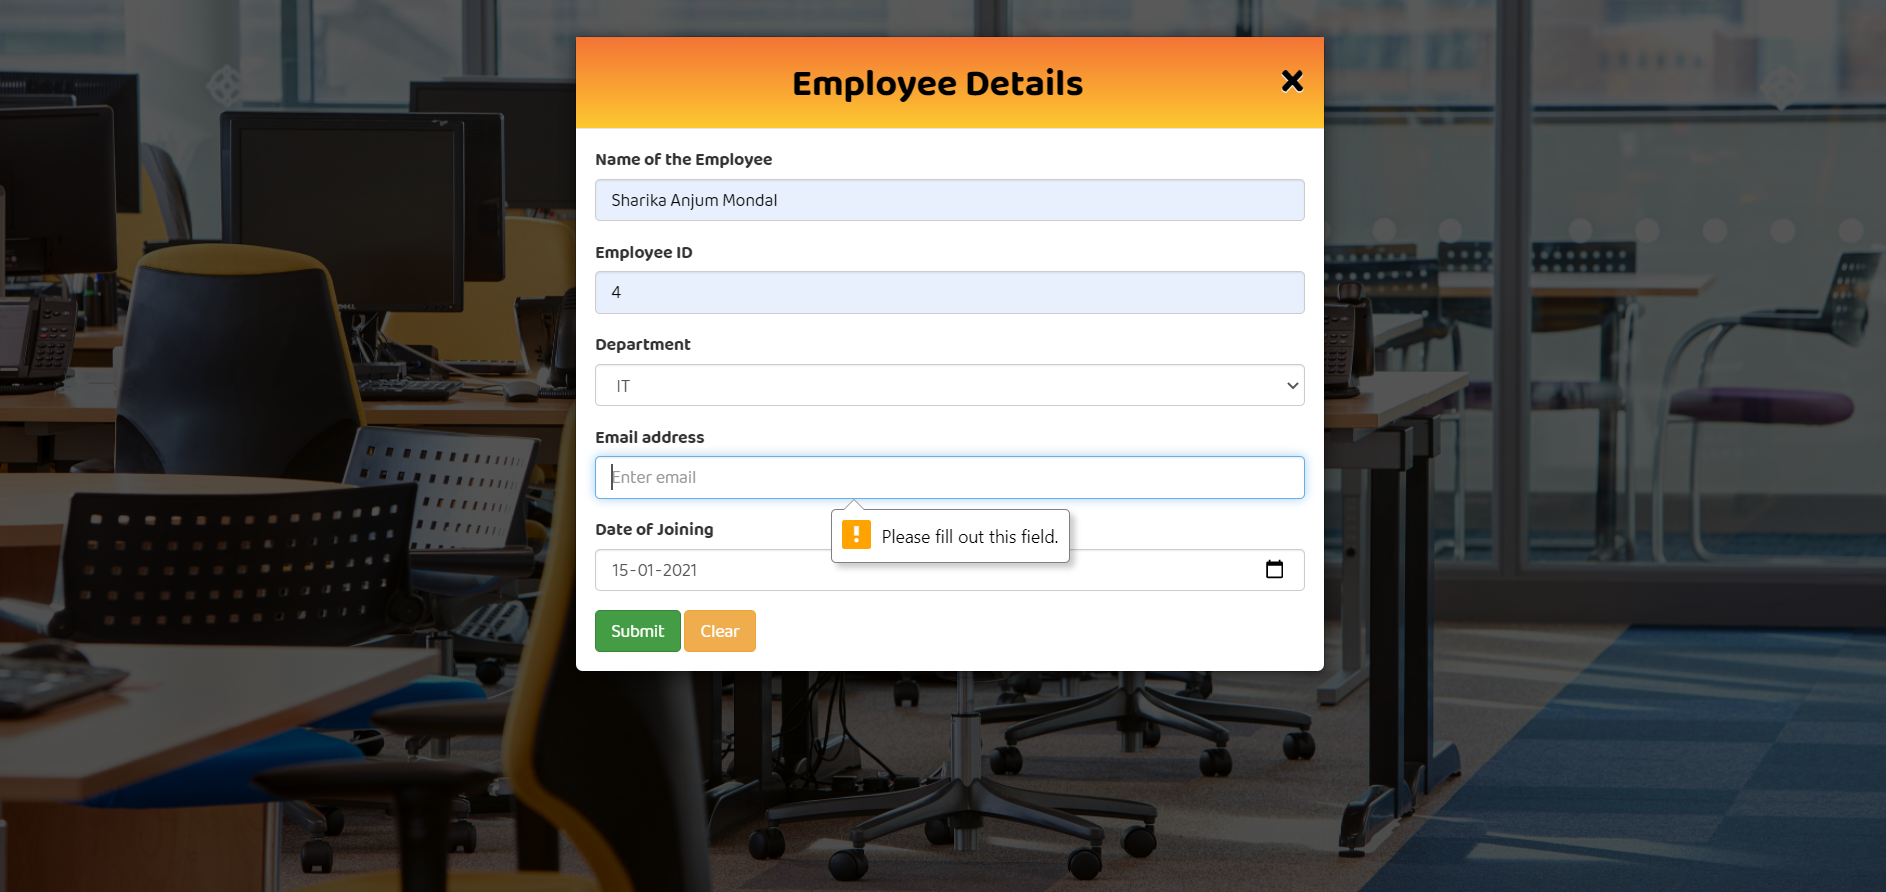 Employee Details
Name of the Employee
Sharika Anjum Mondal
Employee ID
4
Department
IT
Email address
Enter email
Please fill out this field.
Date of Joining
15-01-2021
Submit Clear
DELL